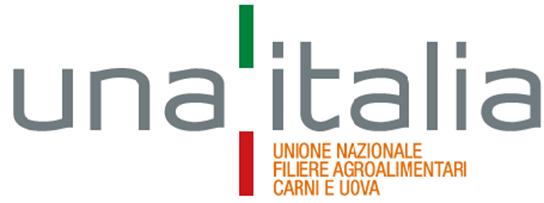 una italia
UNIONE NAZIONALE
FILIERE AGROALIMENTARI
CARNI E UOVA